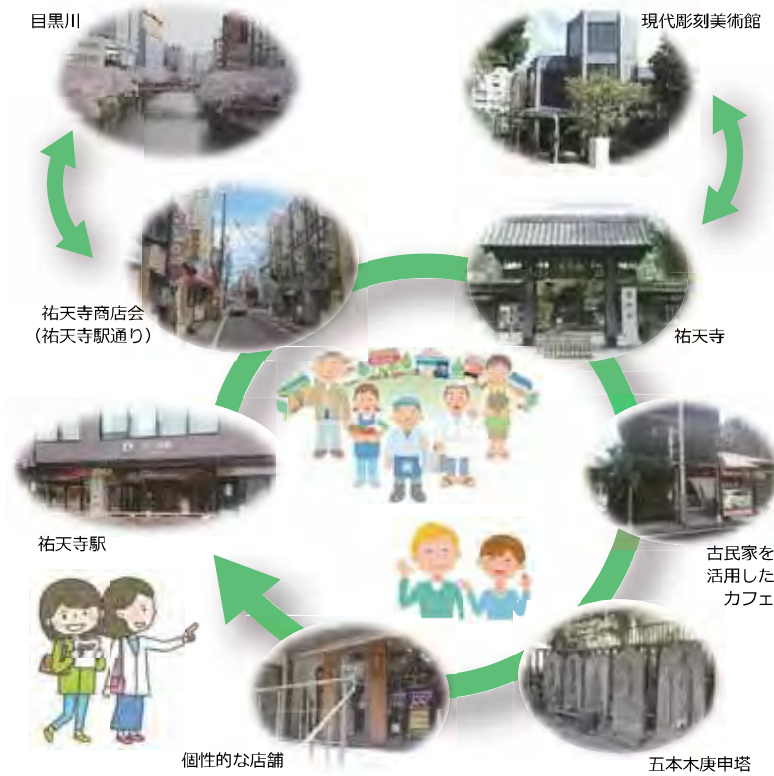 目黒川
現代彫刻美術館
祐天寺商店会
（祐天寺駅通り）
祐天寺
祐天寺駅
古民家を
活用した
カフェ
個性的な店舗
五本木庚申塔